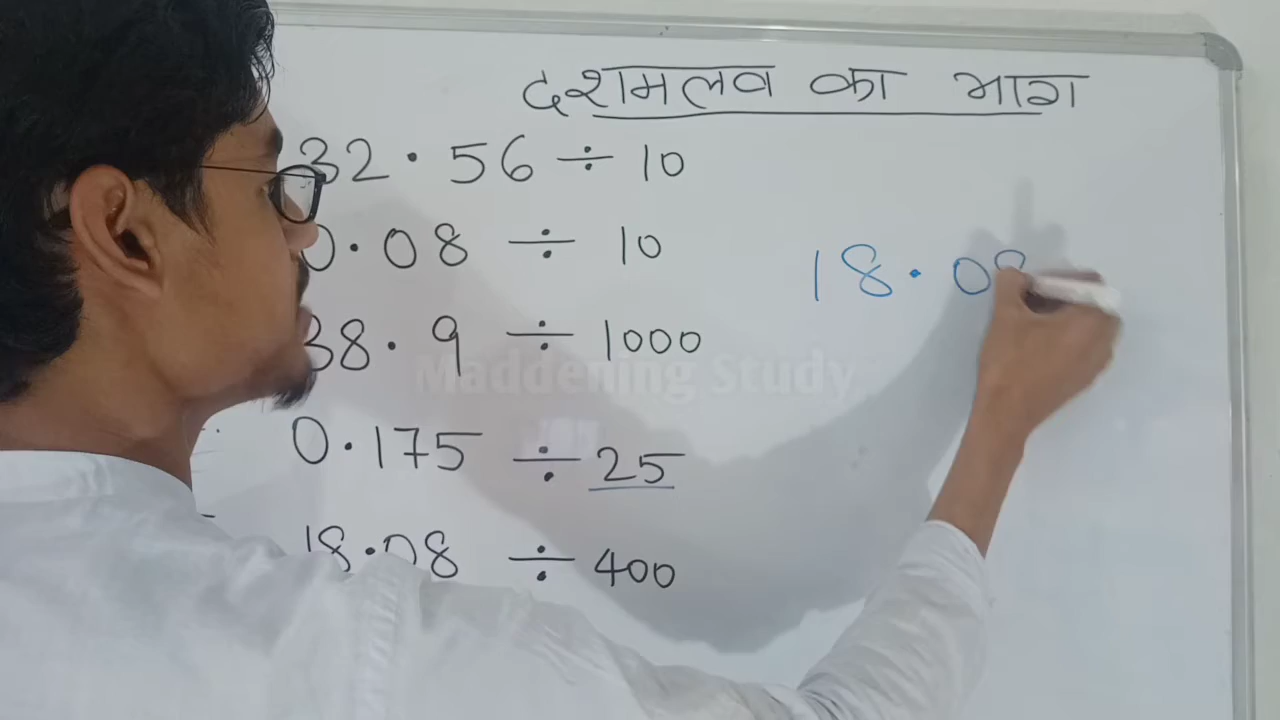 दशमलव का भाग
32.56 ÷ 10
0.08 ÷ 10
38.9 ÷ 1000
0.175 ÷ 25
18.08 ÷ 400
18.08
Maddening Study